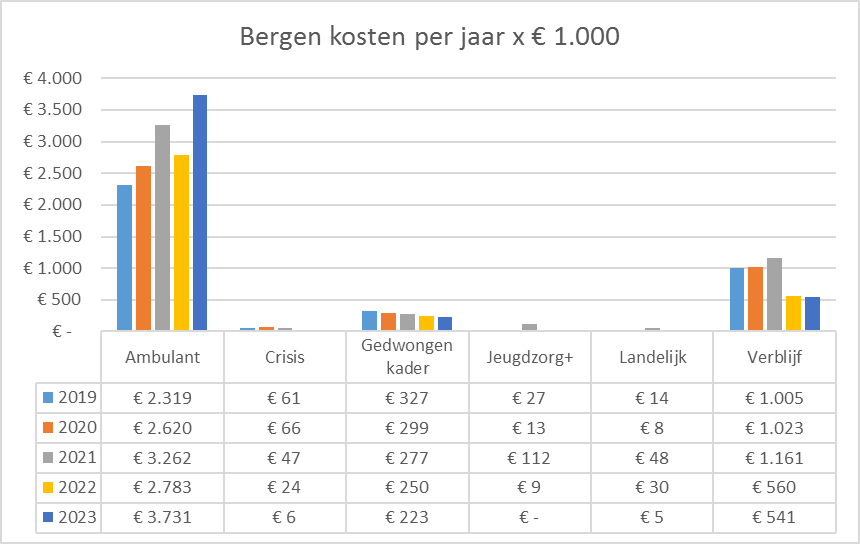 Bergen kosten per jaar x € 1.000
€ 4.000
€ 3.500
€ 3.000
€ 2.500
€ 2.000
€ 1.500
€ 1.000
€ 500
€ -
Ambulant Crisis Gedwongen kader Jeugdzorg+ Landelijk Verblijf
2019 € 2.319 € 61 € 327 € 27 € 14 € 1.005
2020 € 2.620 € 66 € 299 € 13 € 8 € 1.023
2021 € 3.262 € 47 € 277 € 112 € 48 € 1.161
2022 € 2.783 € 24 € 250 € 9 € 30 € 560
2023 € 3.731 € 6 € 223 € - € 5 € 541